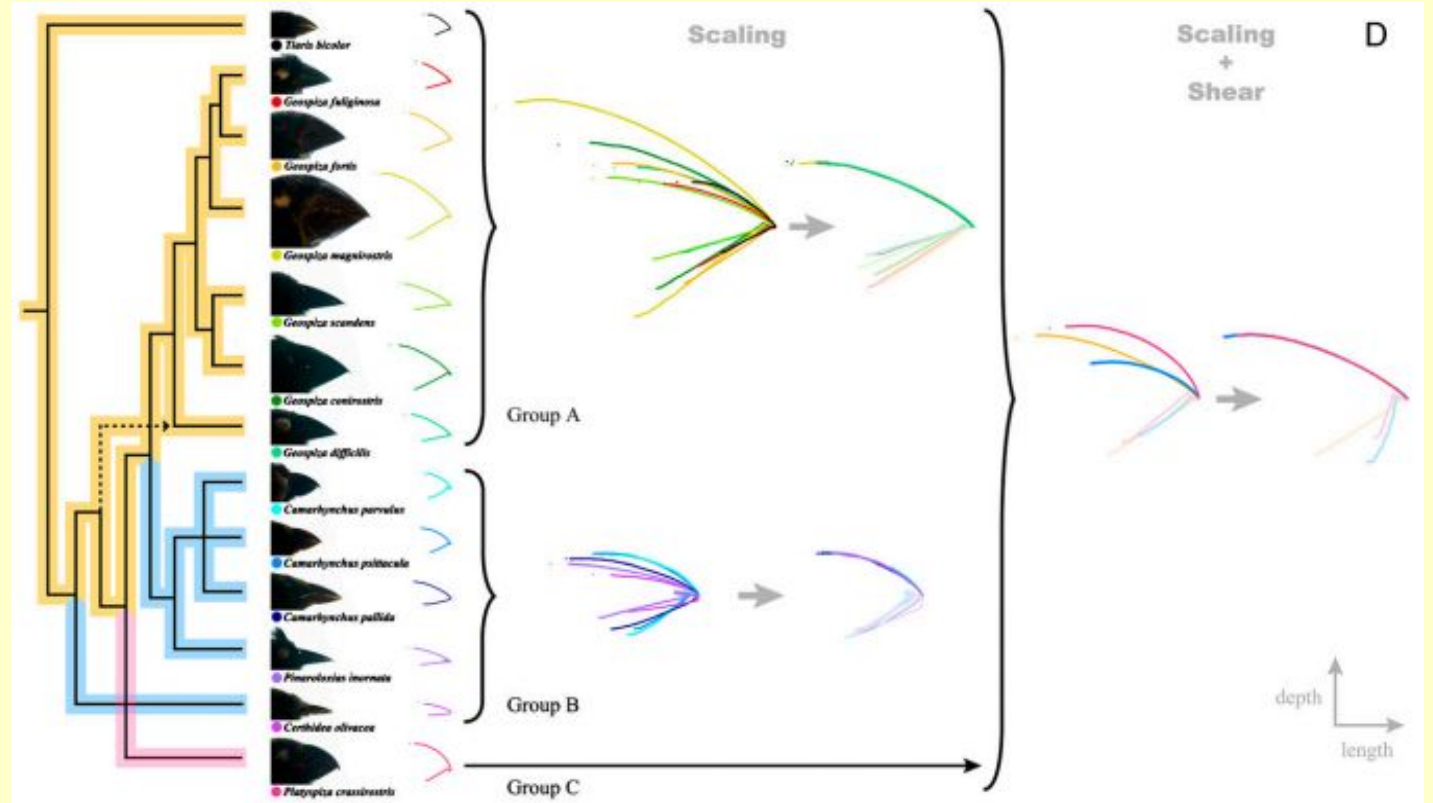 Scaling
Scaling
+
Shear
D
Tiaris bicolor
Geospiza fuliginosa
Geospiza fortis
Geospiza magnirostris
Geospiza scandens
Geospiza conirostris
Group A
Geospiza difficilis
Camarhynchus parvulus
Camarhynchus psittacula
Camarhynchus pallida
Pinaroloxias inornata
Group B
Certhidea olivacea
Group C
Platyspiza crassirostris
depth
length